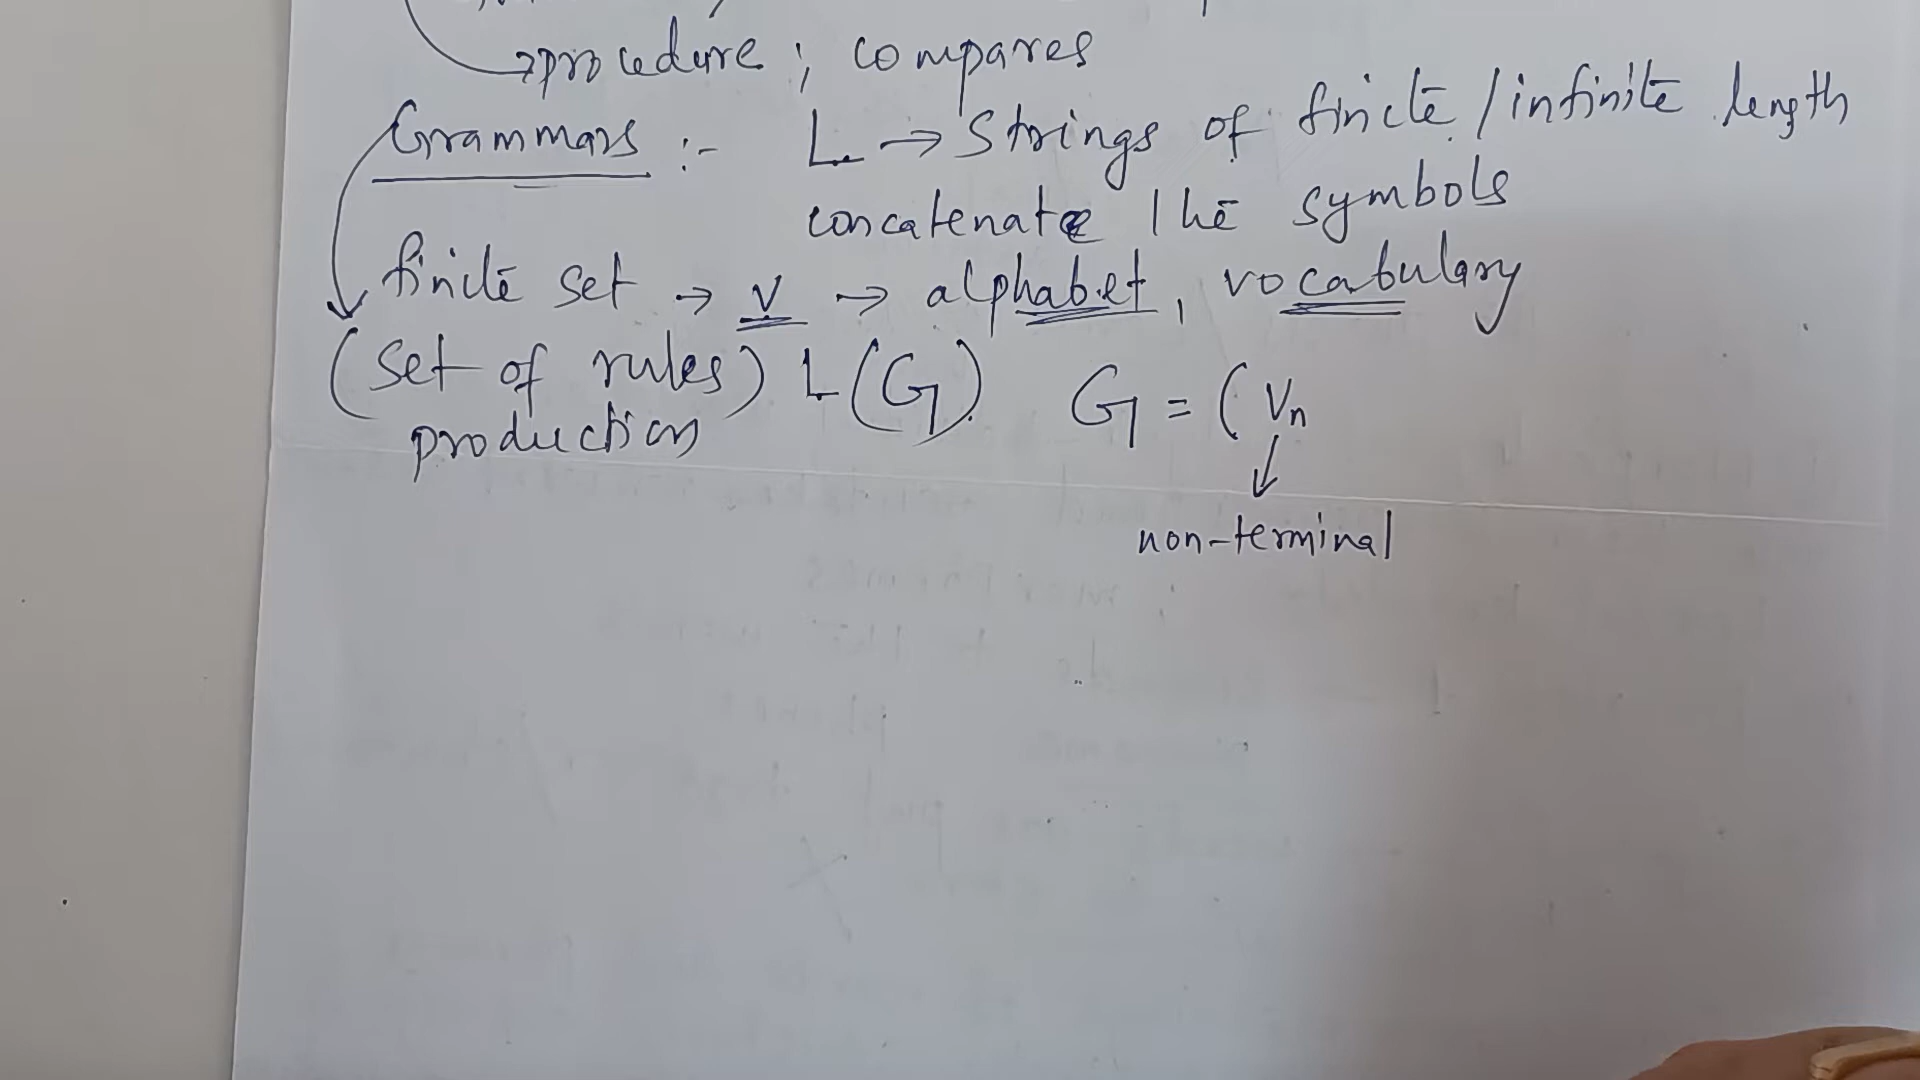 →procedure ; compares
Grammars :- L → Strings of finite / infinite length
concatenate the symbols
finite set → V → alphabet, vocabulary
(set of rules) L(G). G = ( Vn
production
↓
non-terminal